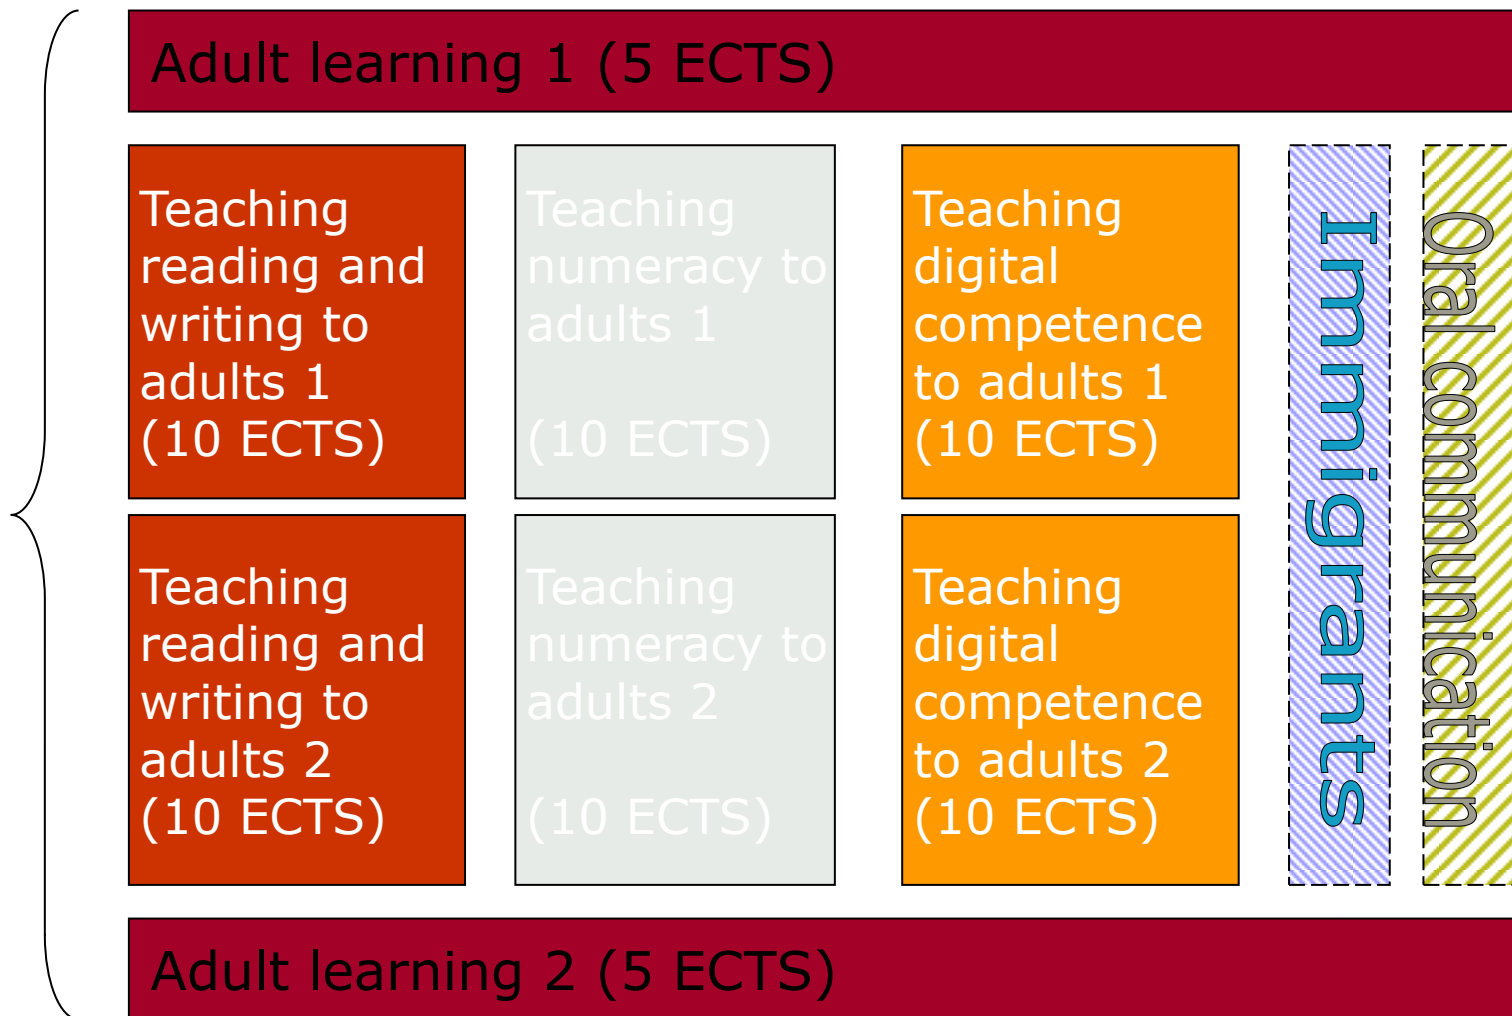 Adult learning 1 (5 ECTS)
Teaching
reading and
writing to
adults 1
(10 ECTS)
Teaching
numeracy to
adults 1
(10 ECTS)
Teaching
digital
competence
to adults 1
(10 ECTS)
Teaching
reading and
writing to
adults 2
(10 ECTS)
Teaching
numeracy to
adults 2
(10 ECTS)
Teaching
digital
competence
to adults 2
(10 ECTS)
Immigrants
Oral communication
Adult learning 2 (5 ECTS)